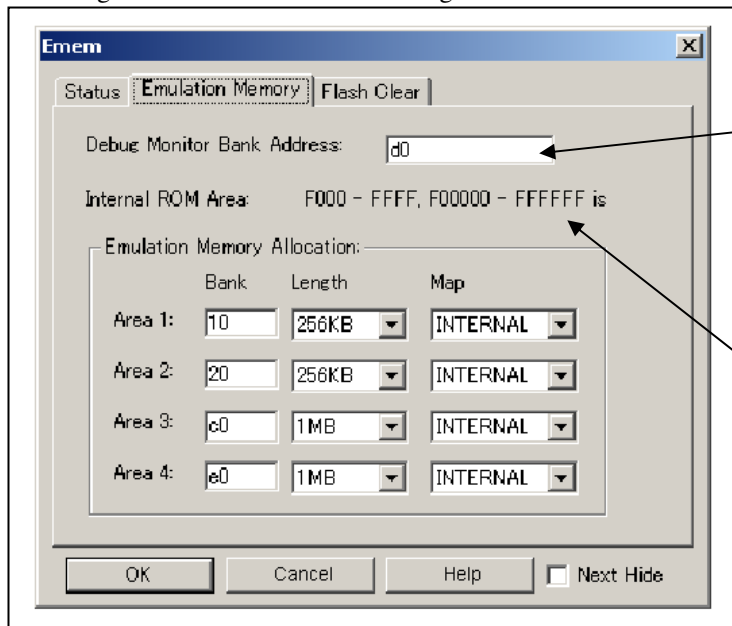 Emem
Status Emulation Memory Flash Clear
Debug Monitor Bank Address: d0
Internal ROM Area: F000 - FFFF, F00000 - FFFFFF is
Emulation Memory Allocation:
Bank Length Map
Area 1: 10 256KB INTERNAL
Area 2: 20 256KB INTERNAL
Area 3: c0 1MB INTERNAL
Area 4: e0 1MB INTERNAL
OK Cancel Help Next Hide